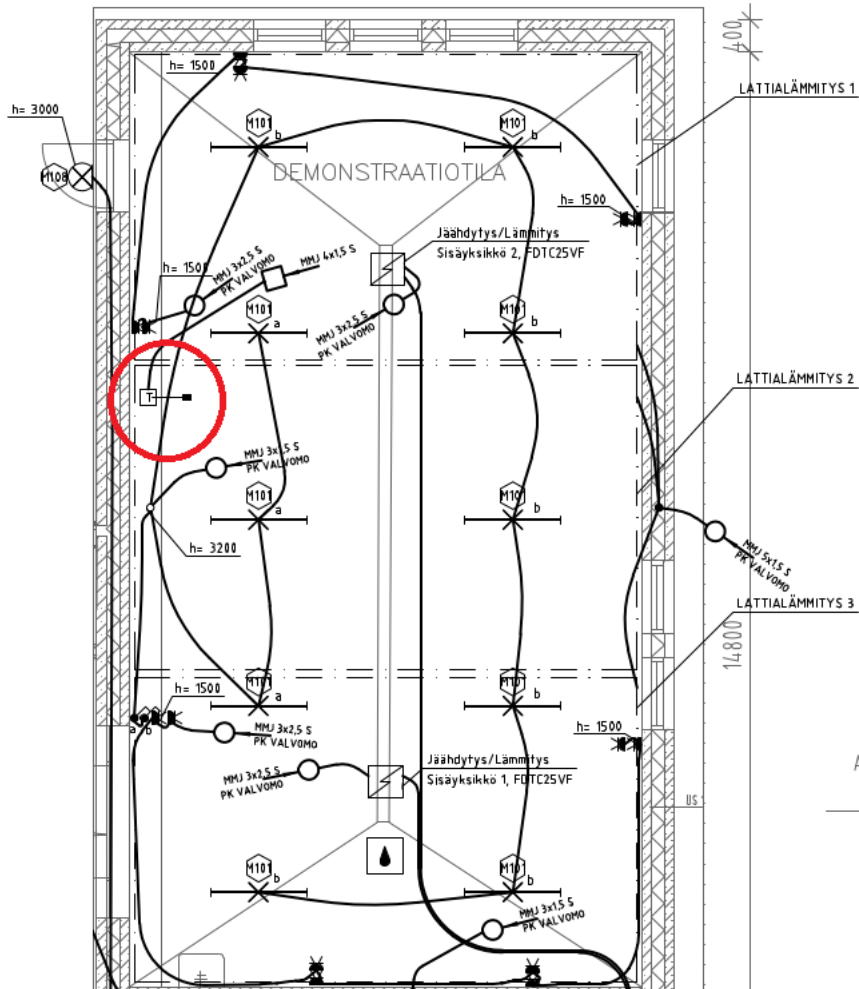 400
h= 1500
LATTIALÄMMITYS 1
h= 3000
M101
b
M101
b
DEMONSTRAATIOTILA
M108
h= 1500
Jäähdytys/Lämmitys
Sisäyksikkö 2, FDTC25VF
MMJ 3x2,5 S
PK VALVOMO
MMJ 4x1,5 S
h= 1500
M101
a
MMJ 3x2,5 S
PK VALVOMO
M101
b
LATTIALÄMMITYS 2
T
MMJ 3x1,5 S
PK VALVOMO
M101
a
M101
b
h= 3200
MMJ 5x1,5 S
PK VALVOMO
LATTIALÄMMITYS 3
14800
h= 1500
M101
a
M101
b
a b
MMJ 3x2,5 S
PK VALVOMO
h= 1500
Jäähdytys/Lämmitys
Sisäyksikkö 1, FDTC25VF
MMJ 3x2,5 S
PK VALVOMO
A
US
M101
b
M101
b
MMJ 3x1,5 S
PK VALVOMO